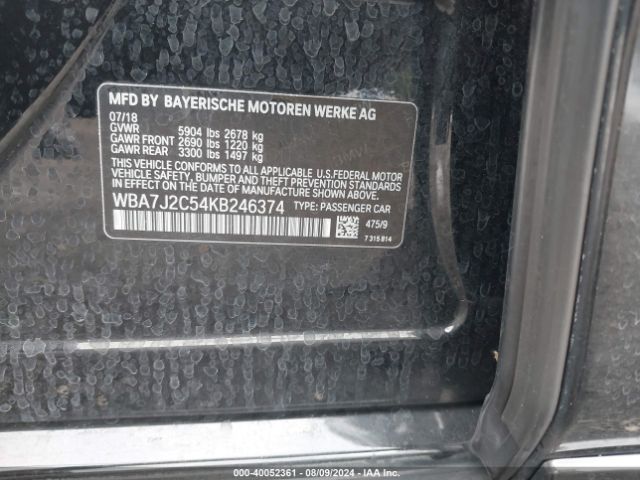 MFD BY BAYERISCHE MOTOREN WERKE AG
07/18
GVWR 5904 lbs 2678 kg
GAWR FRONT 2690 lbs 1220 kg
GAWR REAR 3300 lbs 1497 kg
THIS VEHICLE CONFORMS TO ALL APPLICABLE U.S.FEDERAL MOTOR
VEHICLE SAFETY, BUMPER AND THEFT PREVENTION STANDARDS
IN EFFECT ON THE DATE OF MANUFACTURE SHOWN ABOVE.
WBA7J2C54KB246374 TYPE: PASSENGER CAR
475/9
7 315 814
000-40052361 - 08/09/2024 - IAA Inc.